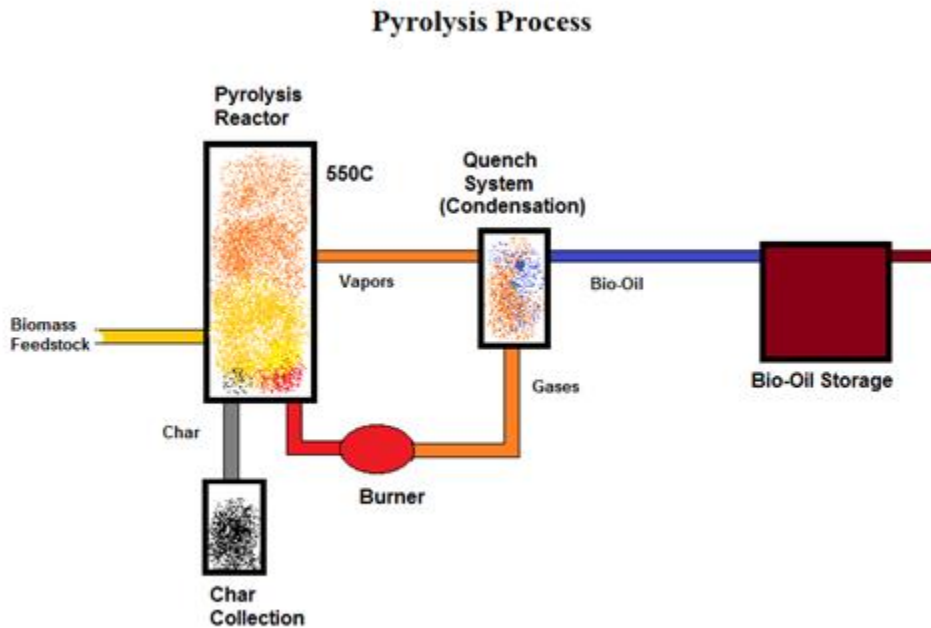 Pyrolysis Process
Pyrolysis
Reactor
550C
Quench
System
(Condensation)
Vapors
Bio-Oil
Biomass
Feedstock
Bio-Oil Storage
Gases
Char
Burner
Char
Collection